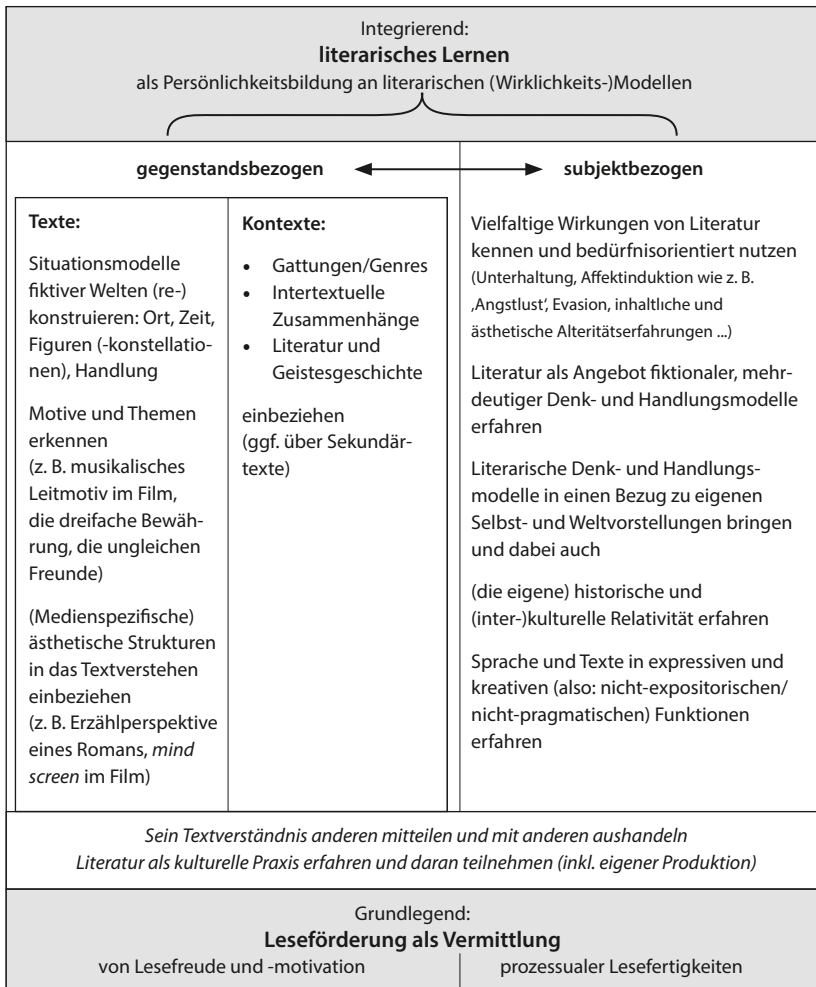 Integrierend:
literarisches Lernen
als Persönlichkeitsbildung an literarischen (Wirklichkeits-)Modellen
gegenstandsbezogen
subjektbezogen
Texte:
Situationsmodelle
fiktiver Welten (re-)
konstruieren: Ort, Zeit,
Figuren (-konstellatio-
nen), Handlung
Motive und Themen
erkennen
(z. B. musikalisches
Leitmotiv im Film,
die dreifache Bewäh-
rung, die ungleichen
Freunde)
(Medienspezifische)
ästhetische Strukturen
in das Textverstehen
einbeziehen
(z. B. Erzählperspektive
eines Romans, mind
screen im Film)
Kontexte:
• Gattungen/Genres
• Intertextuelle
Zusammenhänge
• Literatur und
Geistesgeschichte
einbeziehen
(ggf. über Sekundär-
texte)
Vielfaltige Wirkungen von Literatur
kennen und bedürfnisorientiert nutzen
(Unterhaltung, Affektinduktion wie z. B.
‚Angstlust‘, Evasion, inhaltlıche und
ästhetische Alteritätserfahrungen ...)
Literatur als Angebot fiktionaler, mehr-
deutiger Denk- und Handlungsmodelle
erfahren
Literarische Denk- und Handlungs-
modelle in einen Bezug zu eigenen
Selbst- und Weltvorstellungen bringen
und dabei auch
(die eigene) historische und
(inter-)kulturelle Relativität erfahren
Sprache und Texte in expressiven und
kreativen (also: nicht-expositorischen/
nicht-pragmatischen) Funktionen
erfahren
Sein Textverständnis anderen mitteilen und mit anderen aushandeln
Literatur als kulturelle Praxis erfahren und daran teilnehmen (inkl. eigener Produktion)
Grundlegend:
Leseförderung als Vermittlung
von Lesefreude und -motivation
prozessualer Lesefertigkeiten